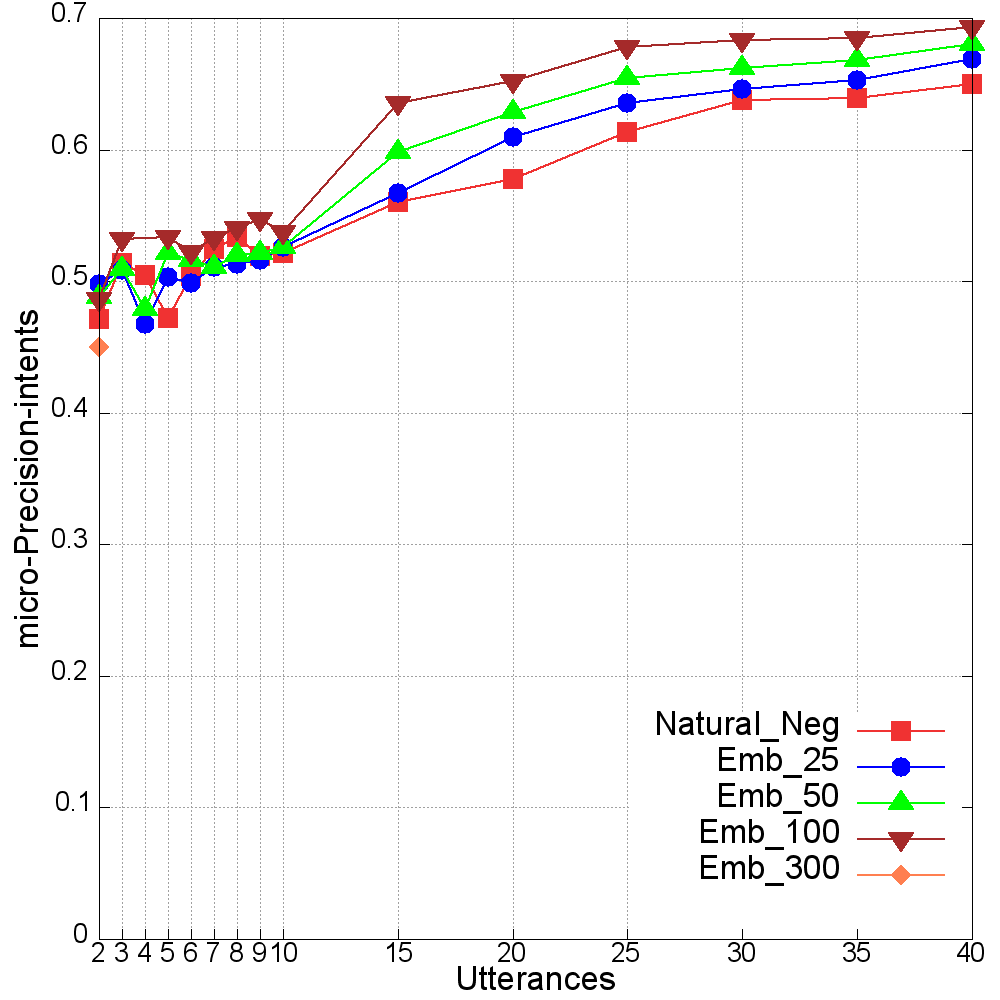 0.7
0.6
0.5
0.4
0.3
0.2
0.1
0
micro-Precision-intents
Natural_Neg
Emb_25
Emb_50
Emb_100
Emb_300
2 3 4 5 6 7 8 9 10 15 20 25 30 35 40
Utterances